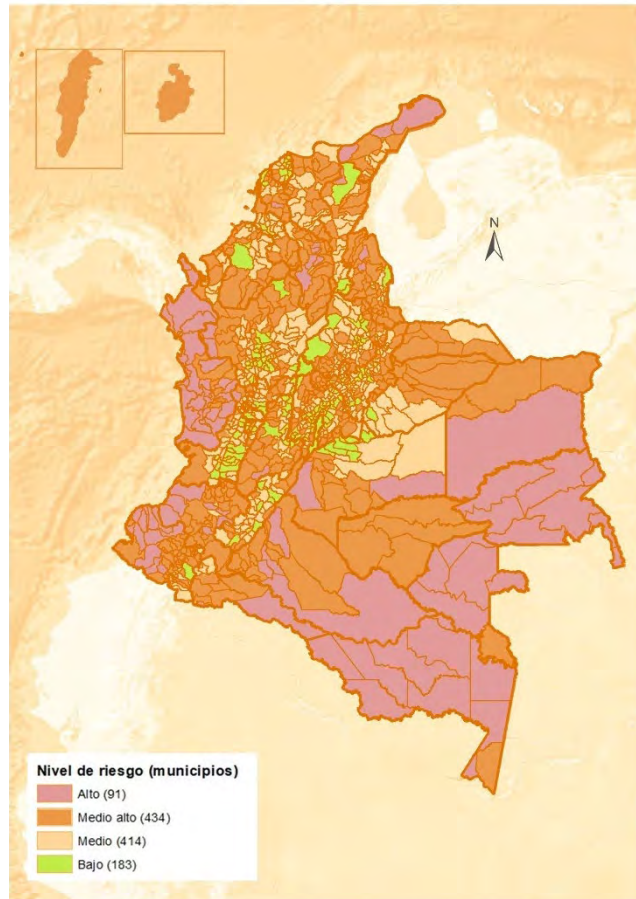 N
Nivel de riesgo (municipios)
Alto (91)
Medio alto (434)
Medio (414)
Bajo (183)